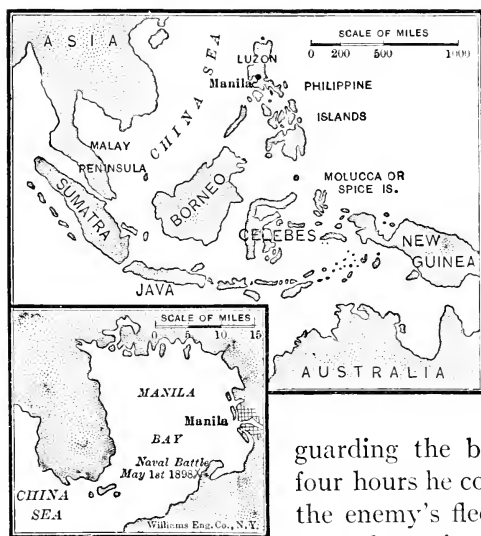 ASIA
CHINA SEA
LUZON
Manila
PHILIPPINE
ISLANDS
SCALE OF MILES
0 200 500 1000
MALAY
PENINSULA
SUMATRA
BORNEO
MOLUCCA OR
SPICE IS.
CELEBES
NEW
GUINEA
JAVA
AUSTRALIA
SCALE OF MILES
0 5 10 15
MANILA
BAY
Manila
Naval Battle
May 1st 1898
CHINA
SEA
Williams Eng. Co., N.Y.
guarding the b
four hours he co
the enemy's flee